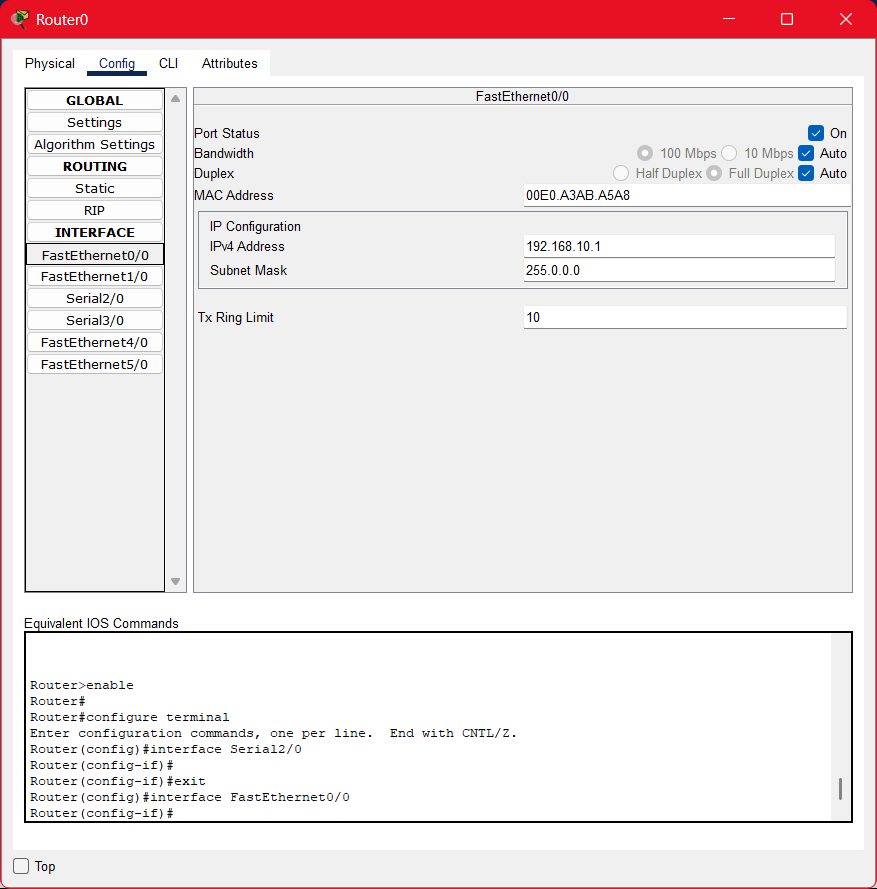 Router0
Physical Config CLI Attributes
GLOBAL
Settings
Algorithm Settings
ROUTING
Static
RIP
INTERFACE
FastEthernet0/0
FastEthernet1/0
Serial2/0
Serial3/0
FastEthernet4/0
FastEthernet5/0
FastEthernet0/0
Port Status On
Bandwidth 100 Mbps 10 Mbps Auto
Duplex Half Duplex Full Duplex Auto
MAC Address 00E0.A3AB.A5A8
IP Configuration
IPv4 Address 192.168.10.1
Subnet Mask 255.0.0.0
Tx Ring Limit 10
Equivalent IOS Commands
Router>enable
Router#
Router#configure terminal
Enter configuration commands, one per line.  End with CNTL/Z.
Router(config)#interface Serial2/0
Router(config-if)#
Router(config-if)#exit
Router(config)#interface FastEthernet0/0
Router(config-if)#
Top